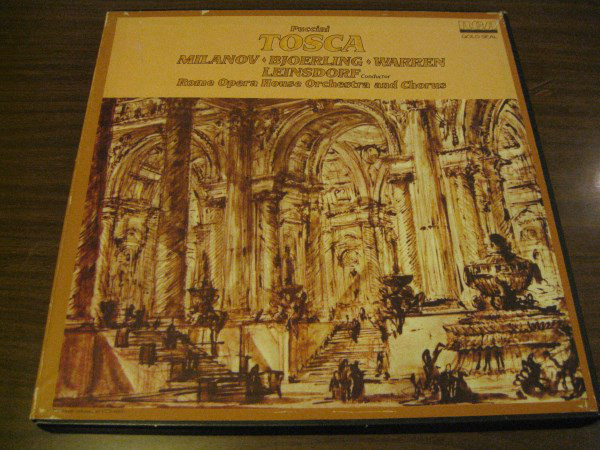 Puccini
TOSCA
MILANOV • BJOERLING • WARREN
LEINSDORF Conductor
Rome Opera House Orchestra and Chorus
RCA
GOLD SEAL